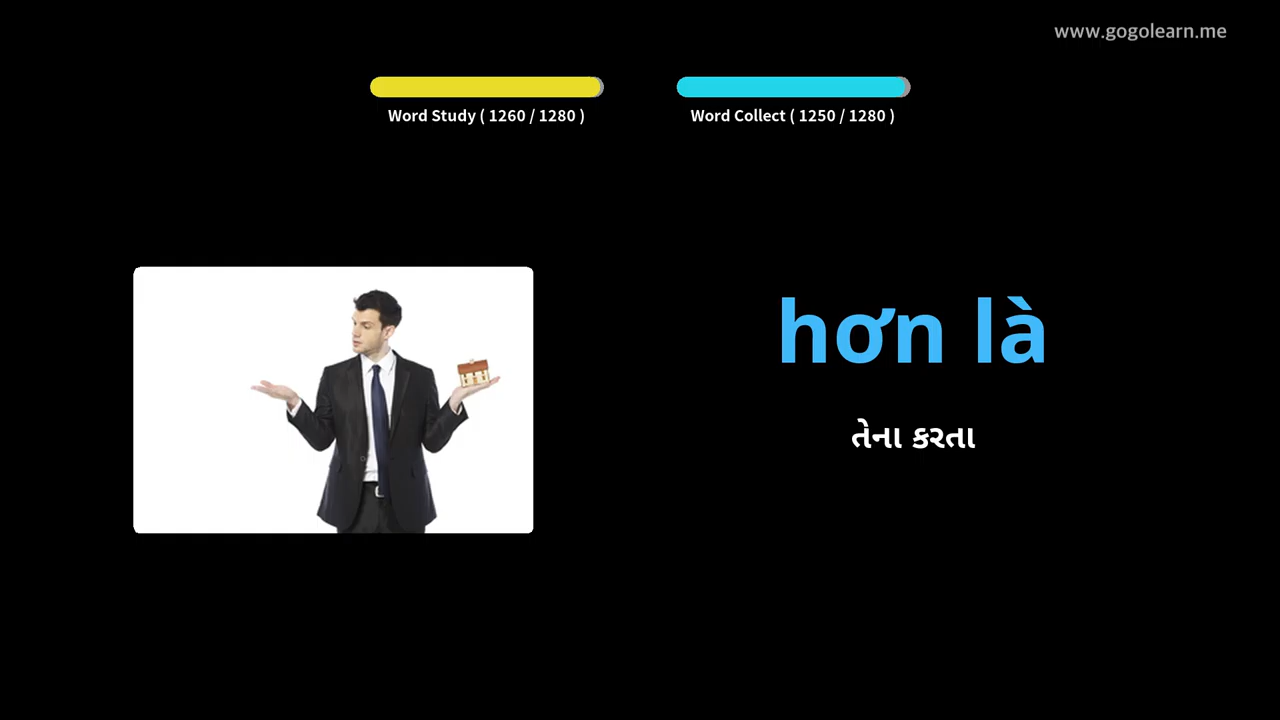 www.gogolearn.me
Word Study ( 1260 / 1280 )
Word Collect ( 1250 / 1280 )
hơn là
તેના કરતા